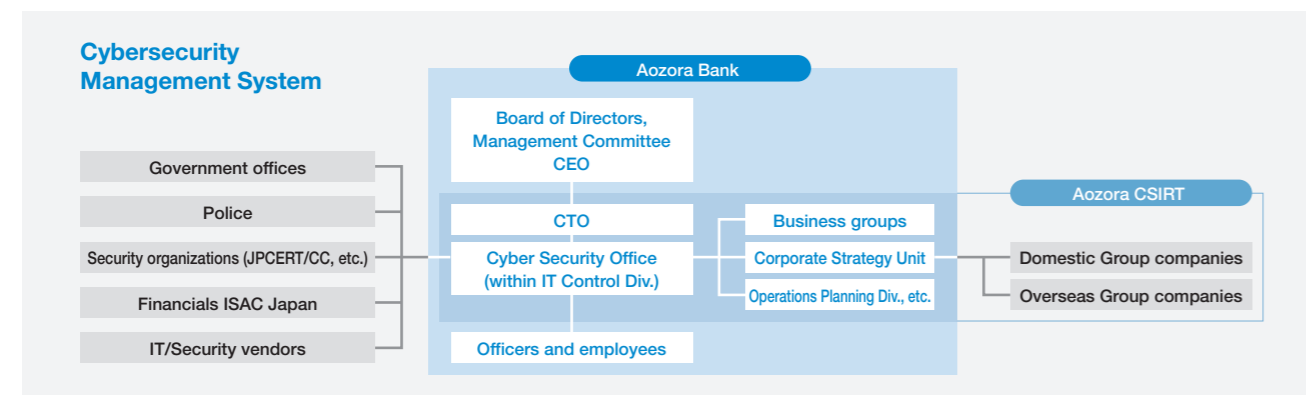 Cybersecurity
Management System
Aozora Bank
Board of Directors,
Management Committee
CEO
Government offices
Police
Security organizations (JPCERT/CC, etc.)
Financials ISAC Japan
IT/Security vendors
CTO
Cyber Security Office
(within IT Control Div.)
Officers and employees
Business groups
Corporate Strategy Unit
Operations Planning Div., etc.
Aozora CSIRT
Domestic Group companies
Overseas Group companies